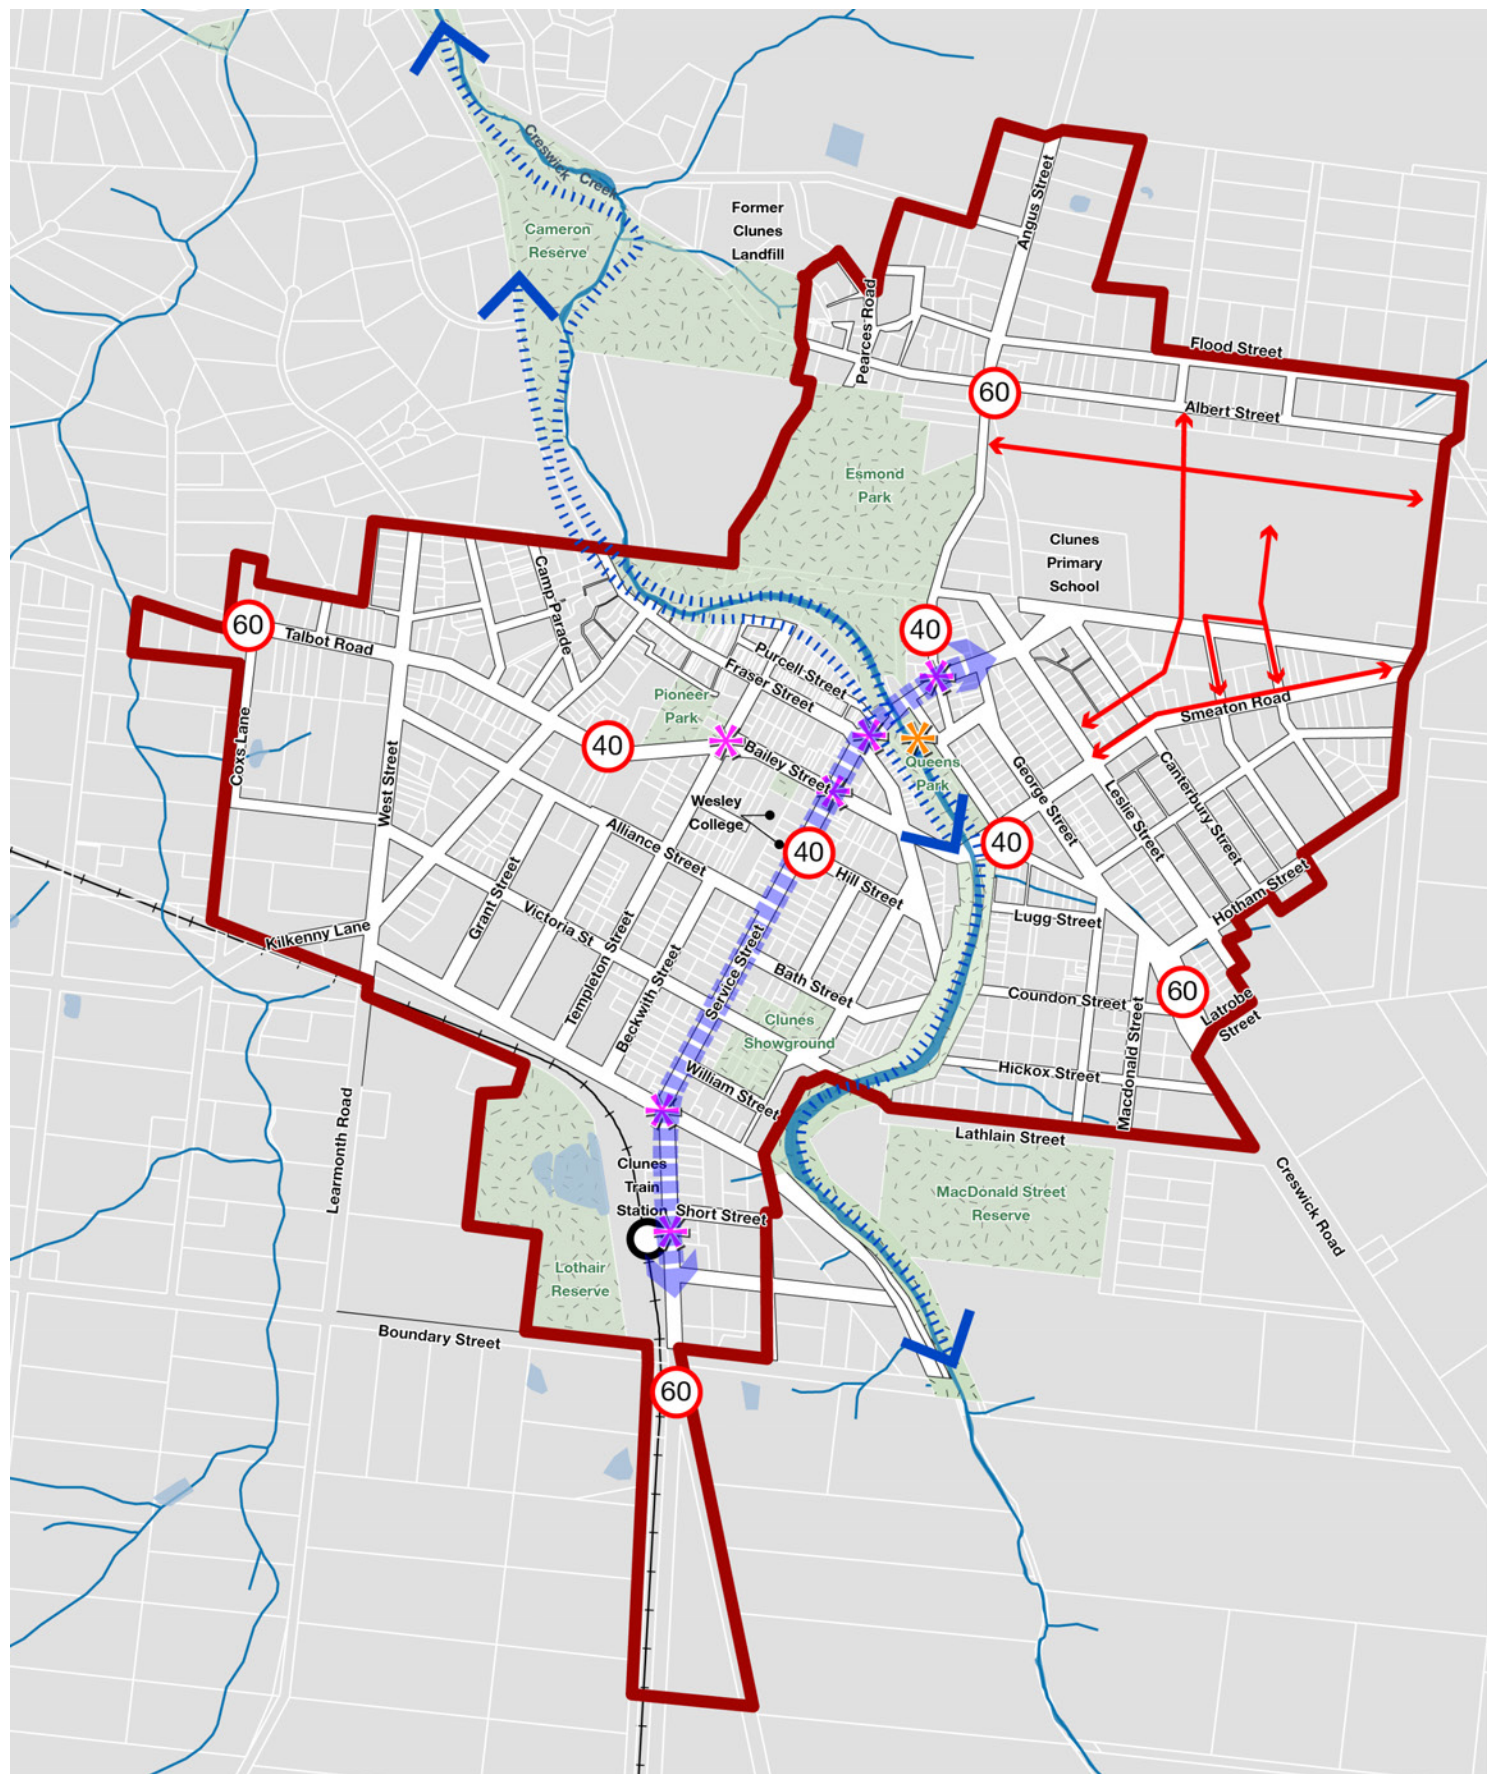 Creswick
Creek
Cameron
Reserve
Former
Clunes
Landfill
Angus Street
Pearces Road
Flood Street
60
Albert Street
Esmond
Park
Clunes
Primary
School
Camp Parade
60
Talbot Road
40
Purcell Street
Fraser Street
Pioneer
Park
Smeaton Road
Coxs Lane
West Street
40
Bailey Street
Queens
Park
George Street
Leslie Street
Canterbury Street
Wesley
College
Alliance Street
40
40
Hill Street
Hotham Street
Grant Street
Victoria St
Lugg Street
Kilkenny Lane
Templeton Street
Beckwith Street
Service Street
Bath Street
Coundon Street
60
Latrobe
Street
Clunes
Showground
Macdonald Street
Hickox Street
William Street
Lathlain Street
Learmonth Road
Clunes
Train
Station
Short Street
MacDonald Street
Reserve
Creswick Road
Lothair
Reserve
Boundary Street
60